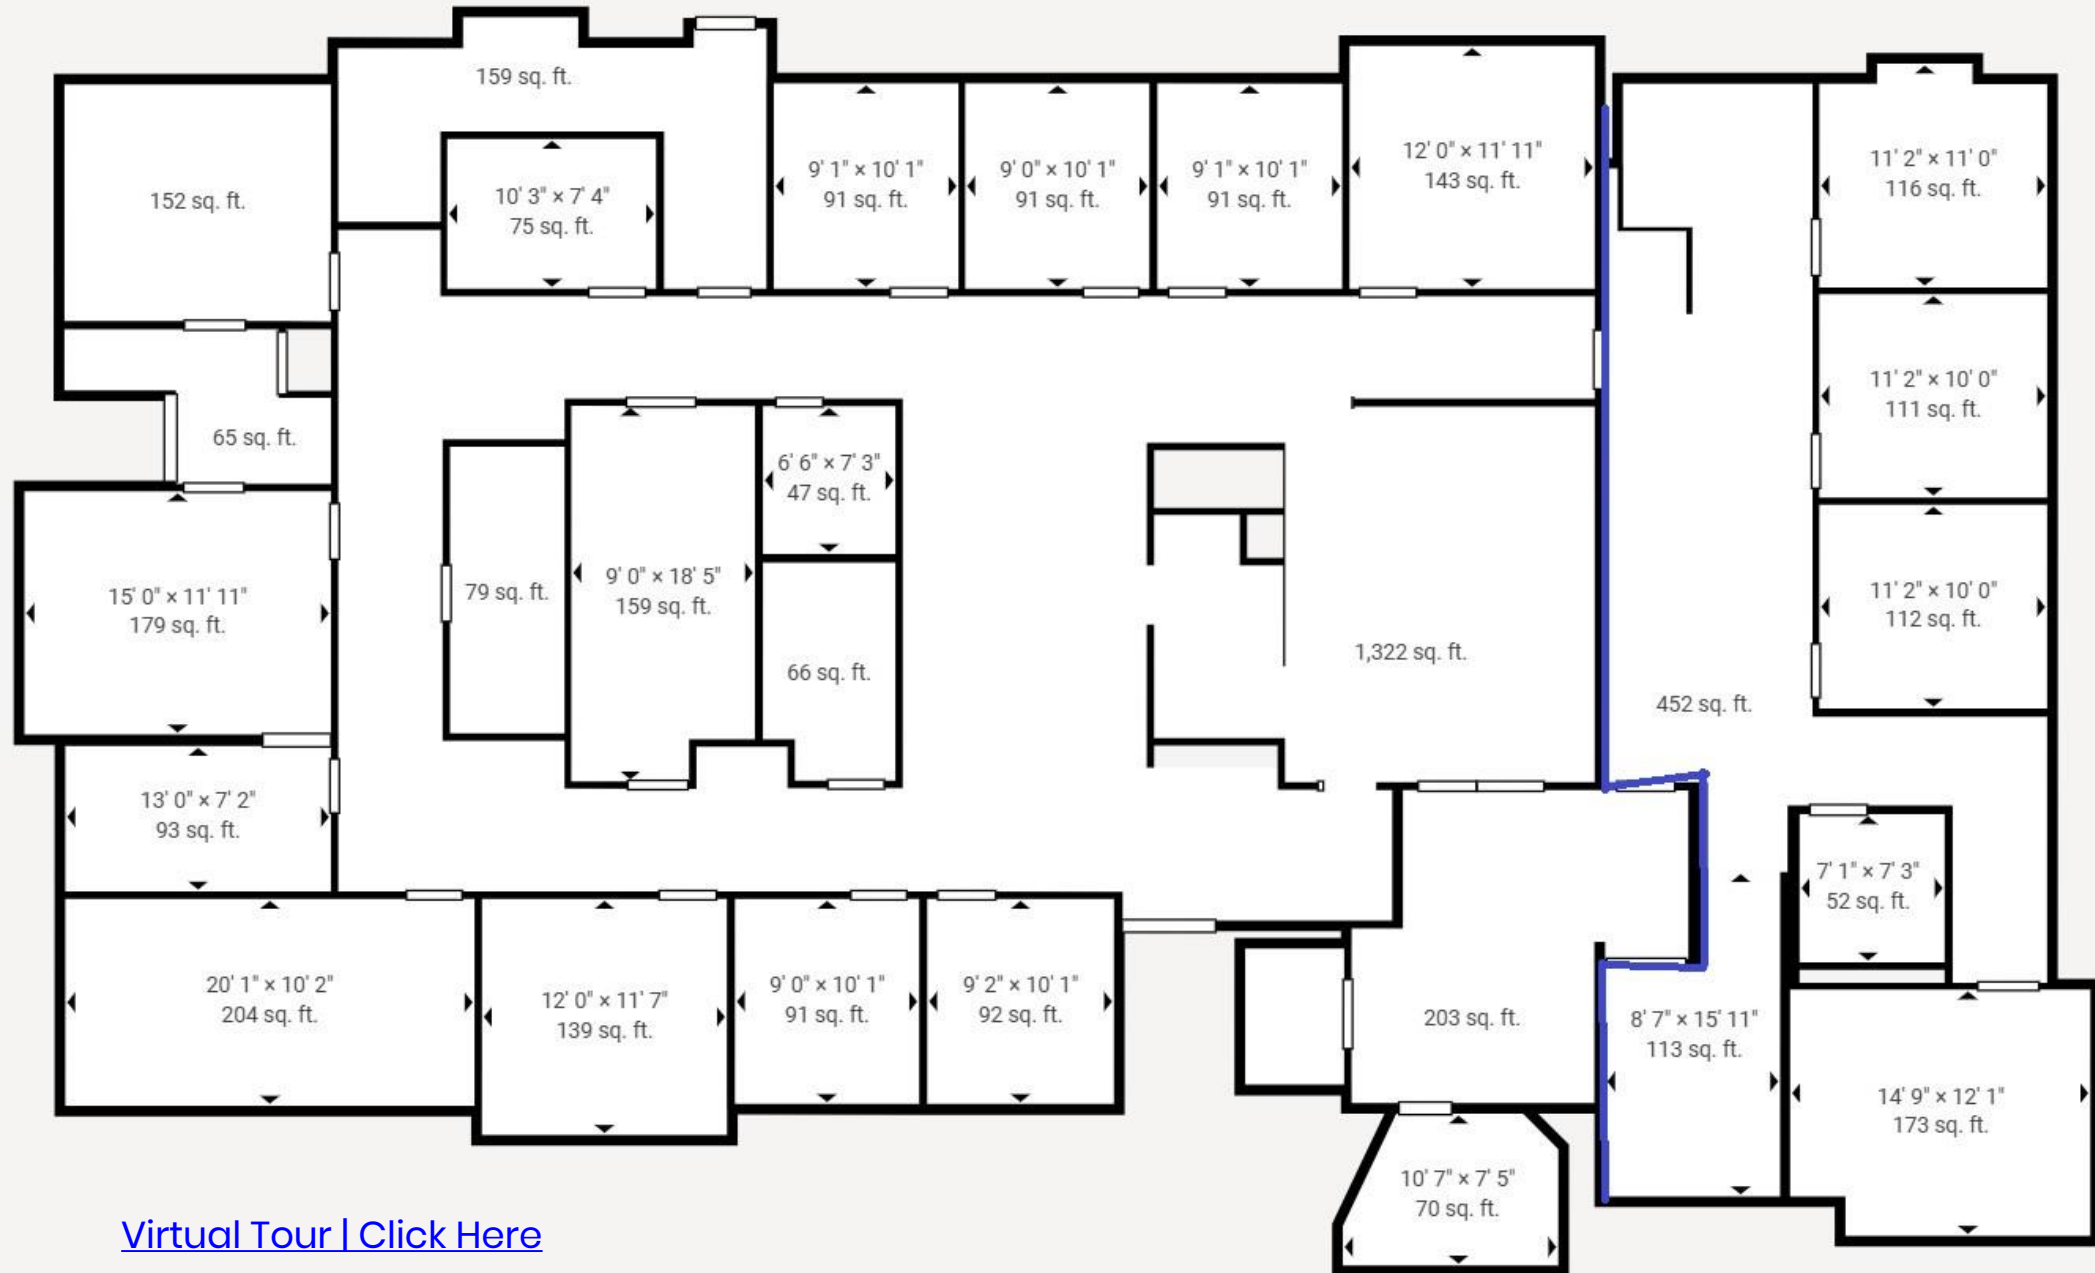 159 sq. ft.
152 sq. ft.
10' 3" × 7' 4"
75 sq. ft.
9' 1" × 10' 1"
91 sq. ft.
9' 0" × 10' 1"
91 sq. ft.
9' 1" × 10' 1"
91 sq. ft.
12' 0" × 11' 11"
143 sq. ft.
11' 2" × 11' 0"
116 sq. ft.
65 sq. ft.
6' 6" × 7' 3"
47 sq. ft.
11' 2" × 10' 0"
111 sq. ft.
15' 0" × 11' 11"
179 sq. ft.
79 sq. ft.
9' 0" × 18' 5"
159 sq. ft.
66 sq. ft.
1,322 sq. ft.
11' 2" × 10' 0"
112 sq. ft.
452 sq. ft.
13' 0" × 7' 2"
93 sq. ft.
7' 1" × 7' 3"
52 sq. ft.
20' 1" × 10' 2"
204 sq. ft.
12' 0" × 11' 7"
139 sq. ft.
9' 0" × 10' 1"
91 sq. ft.
9' 2" × 10' 1"
92 sq. ft.
203 sq. ft.
8' 7" × 15' 11"
113 sq. ft.
14' 9" × 12' 1"
173 sq. ft.
10' 7" × 7' 5"
70 sq. ft.
Virtual Tour | Click Here